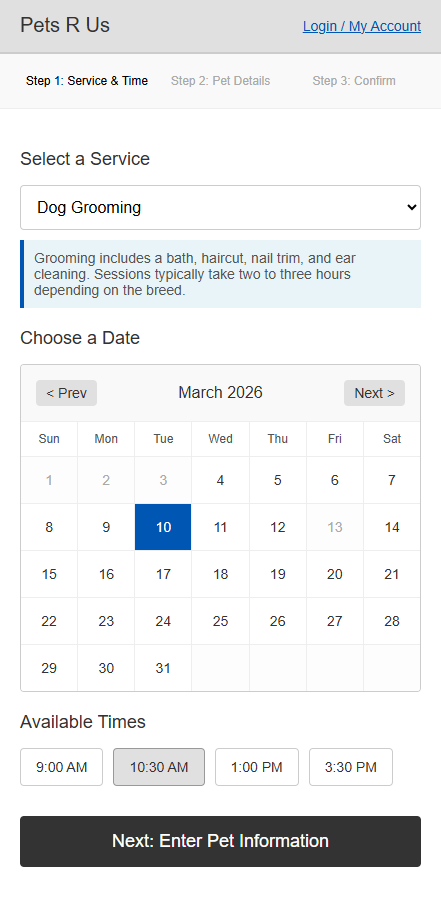 Pets R Us
Login / My Account
Step 1: Service & Time
Step 2: Pet Details
Step 3: Confirm
Select a Service
Dog Grooming
Grooming includes a bath, haircut, nail trim, and ear
cleaning. Sessions typically take two to three hours
depending on the breed.
Choose a Date
< Prev
March 2026
Next >
Sun Mon Tue Wed Thu Fri Sat
1 2 3 4 5 6 7
8 9 10 11 12 13 14
15 16 17 18 19 20 21
22 23 24 25 26 27 28
29 30 31
Available Times
9:00 AM
10:30 AM
1:00 PM
3:30 PM
Next: Enter Pet Information